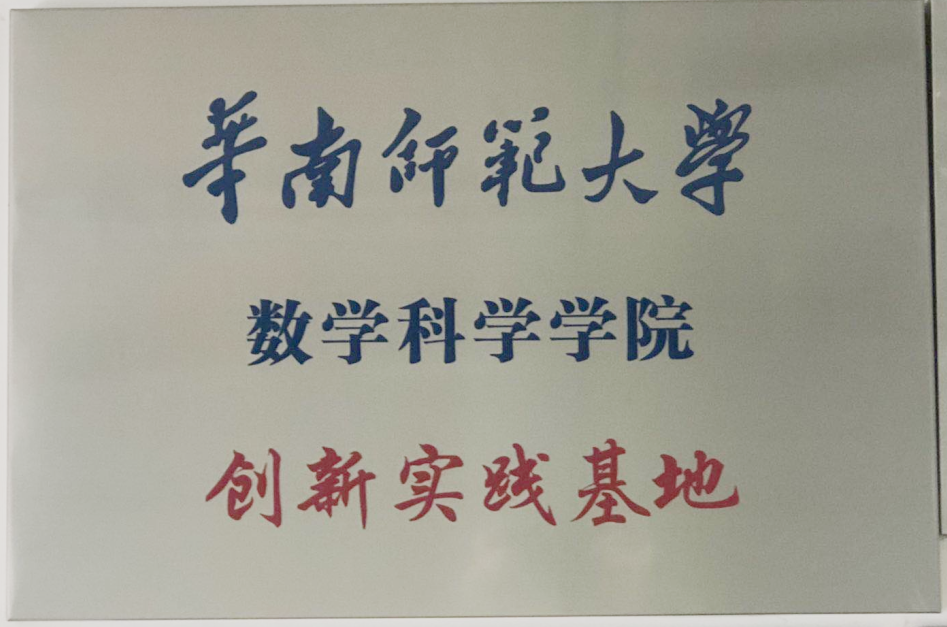 華南師範大學
数学科学学院
创新实践基地